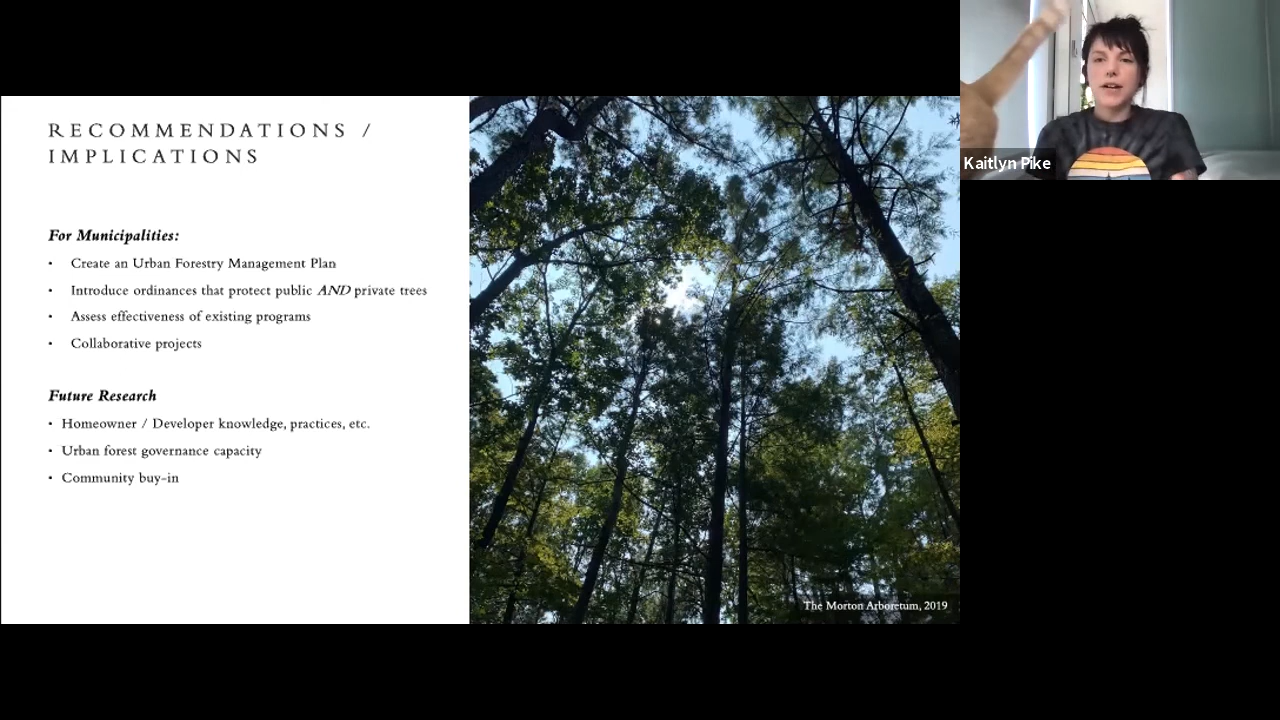 RECOMMENDATIONS /
IMPLICATIONS
For Municipalities:
• Create an Urban Forestry Management Plan
• Introduce ordinances that protect public AND private trees
• Assess effectiveness of existing programs
• Collaborative projects
Future Research
• Homeowner / Developer knowledge, practices, etc.
• Urban forest governance capacity
• Community buy-in
The Morton Arboretum, 2019
Kaitlyn Pike